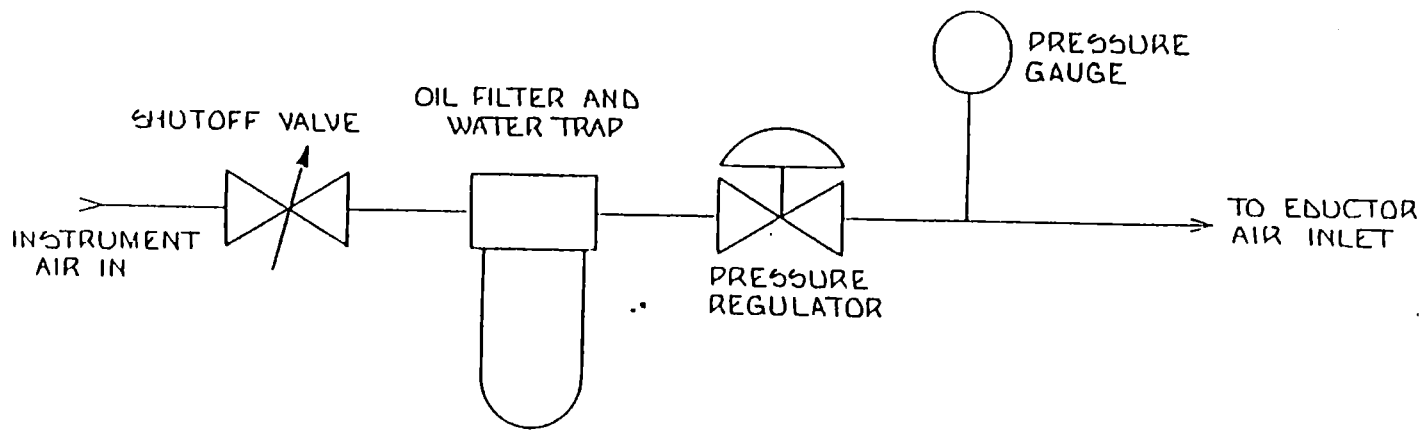 INSTRUMENT
AIR IN
SHUTOFF VALVE
OIL FILTER AND
WATER TRAP
PRESSURE
REGULATOR
PRESSURE
GAUGE
TO EDUCTOR
AIR INLET